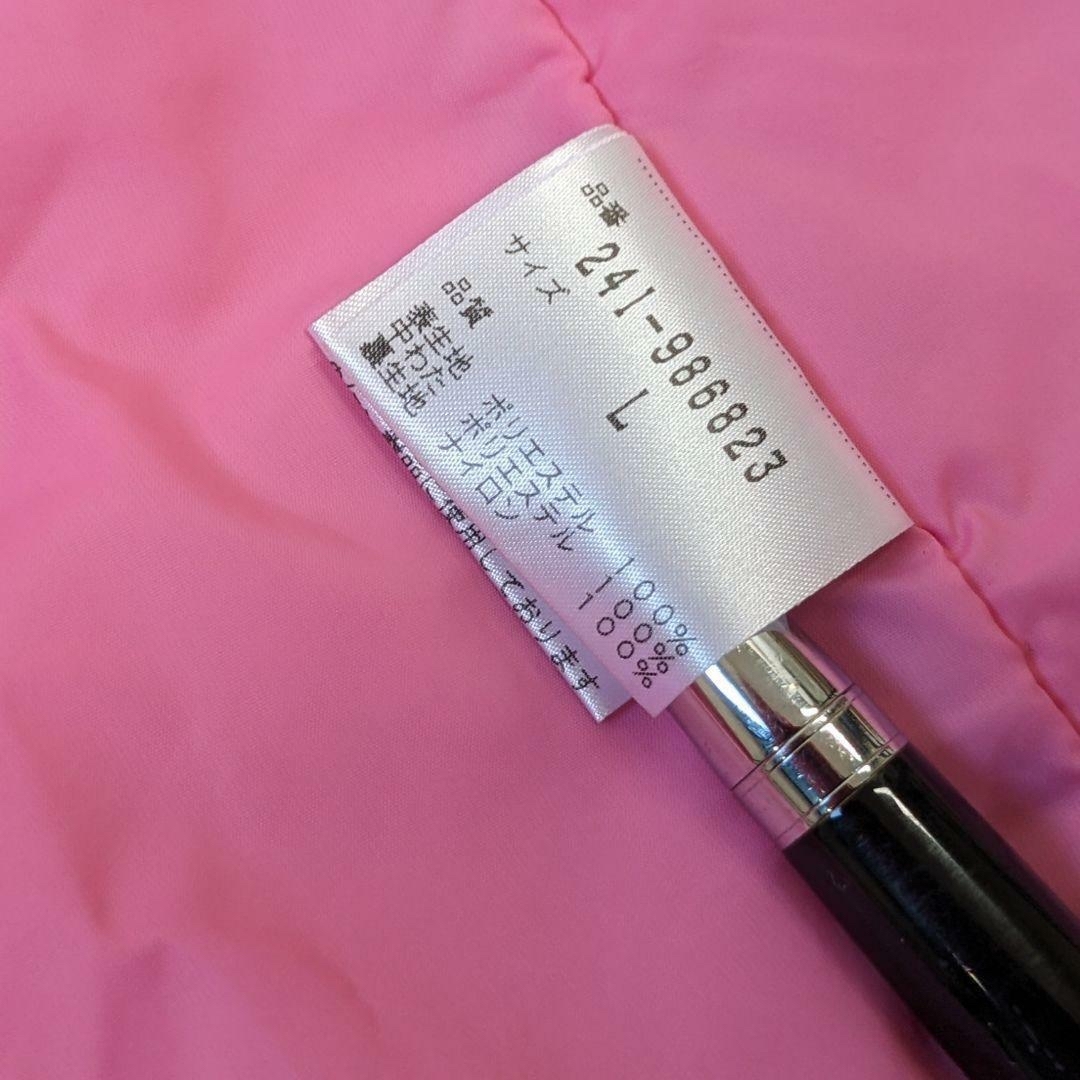 品番 241-986823
サイズ L
品質
表生地 ポリエステル 100%
中わた ポリエステル 100%
裏生地 ナイロン 100%
使用しております